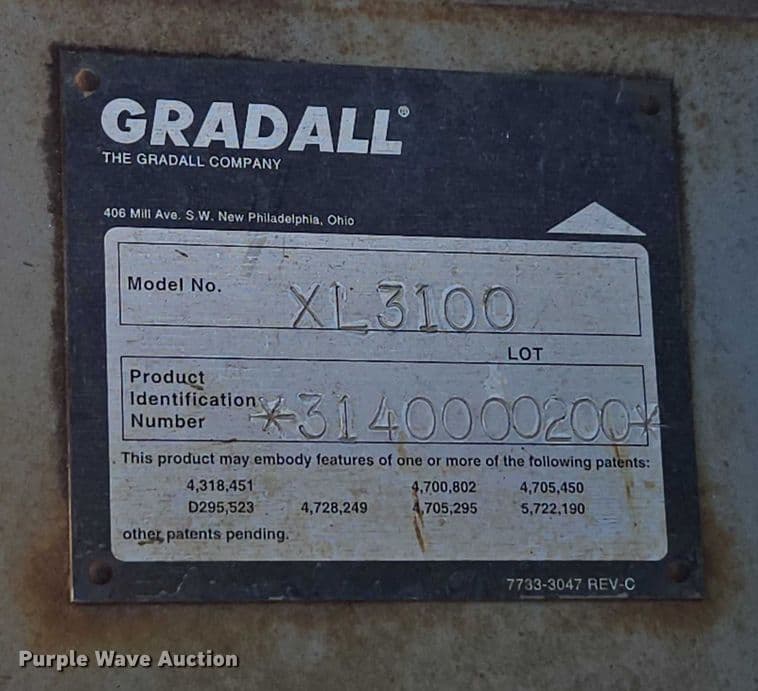 GRADALL®
THE GRADALL COMPANY
406 Mill Ave. S.W. New Philadelphia, Ohio
Model No. XL3100
LOT
Product
Identification
Number *3140000200*
This product may embody features of one or more of the following patents:
4,318,451 4,700,802 4,705,450
D295,523 4,728,249 4,705,295 5,722,190
other patents pending.
7733-3047 REV-C
Purple Wave Auction